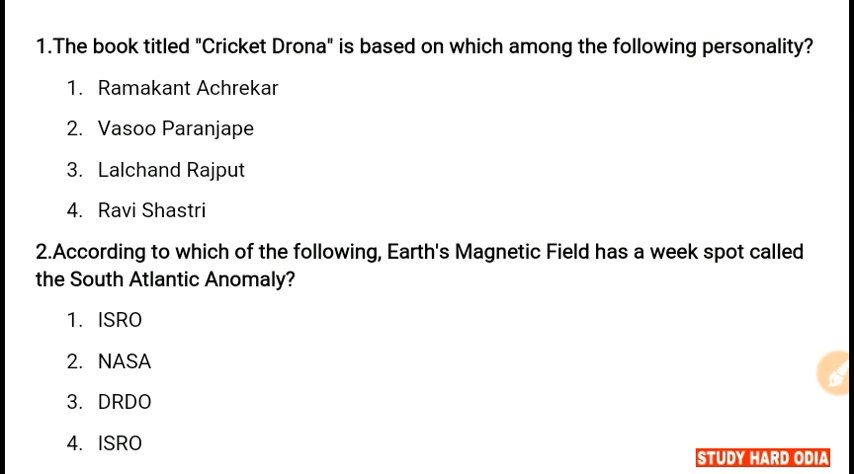 1.The book titled "Cricket Drona" is based on which among the following personality?
1. Ramakant Achrekar
2. Vasoo Paranjape
3. Lalchand Rajput
4. Ravi Shastri
2.According to which of the following, Earth's Magnetic Field has a week spot called
the South Atlantic Anomaly?
1. ISRO
2. NASA
3. DRDO
4. ISRO
STUDY HARD ODIA